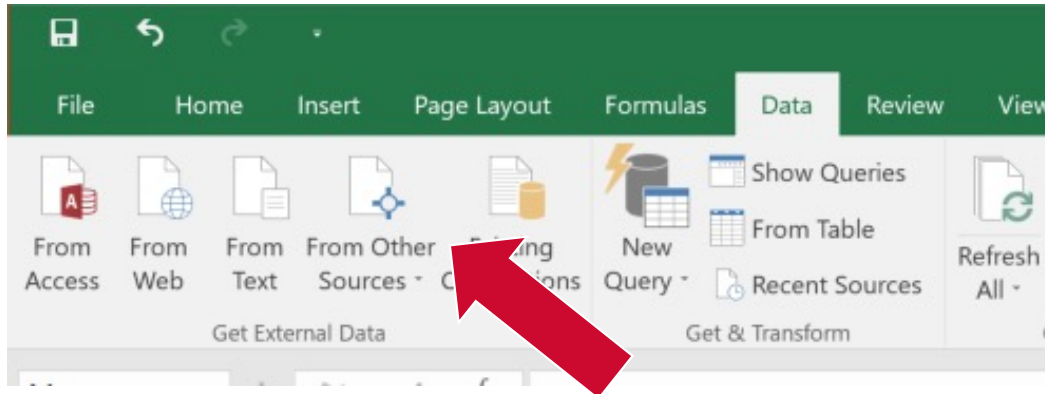 File Home Insert Page Layout Formulas Data Review View
From Access
From Web
From Text
From Other Sources
New Query
Show Queries
From Table
Recent Sources
Refresh All
Get External Data
Get & Transform